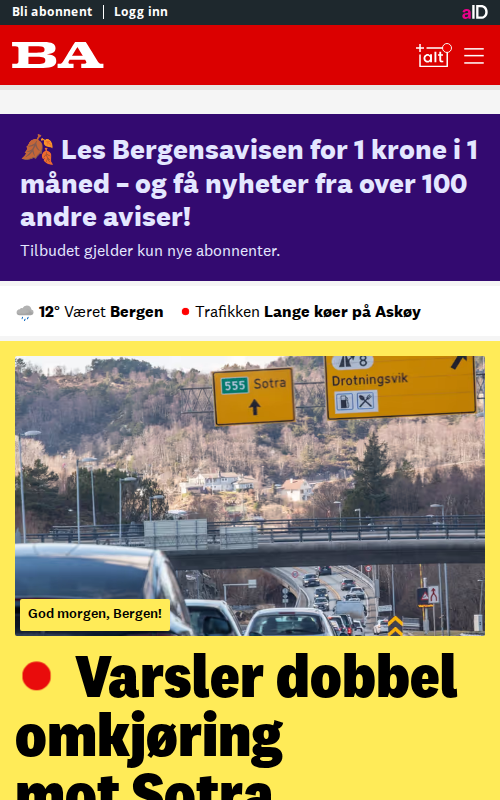 Bli abonnent
Logg inn
aID
BA
alt
Les Bergensavisen for 1 krone i 1
måned – og få nyheter fra over 100
andre aviser!
Tilbudet gjelder kun nye abonnenter.
12° Været Bergen
Trafikken Lange køer på Askøy
8
555 Sotra
Drotningsvik
God morgen, Bergen!
Varsler dobbel
omkjøring
mot Sotra